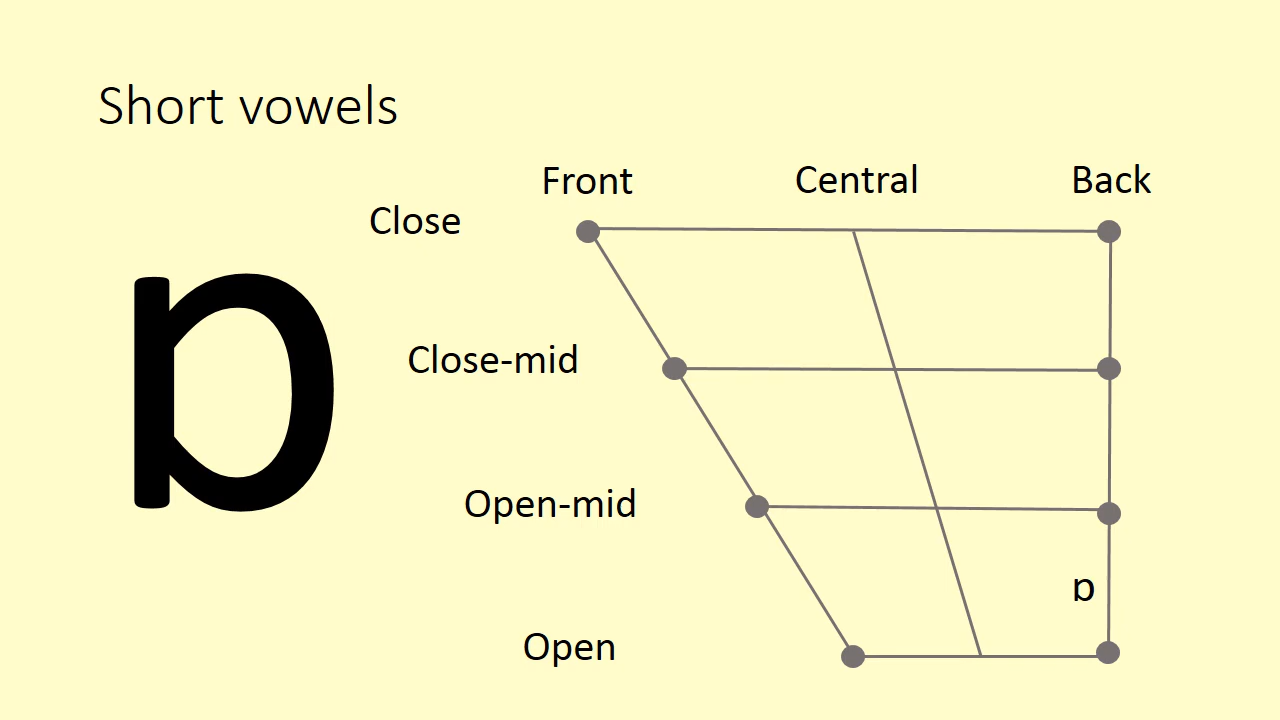 Short vowels
Front Central Back
Close
ɒ
Close-mid
Open-mid
ɒ
Open